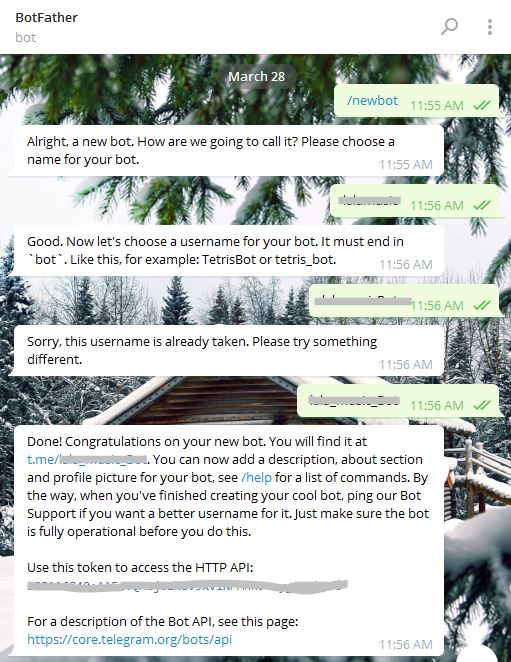 BotFather
bot
March 28
/newbot 11:55 AM
Alright, a new bot. How are we going to call it? Please choose a
name for your bot. 11:55 AM
11:56 AM
Good. Now let's choose a username for your bot. It must end in
`bot`. Like this, for example: TetrisBot or tetris_bot. 11:56 AM
11:56 AM
Sorry, this username is already taken. Please try something
different. 11:56 AM
11:56 AM
Done! Congratulations on your new bot. You will find it at
t.me/ . You can now add a description, about section
and profile picture for your bot, see /help for a list of commands. By
the way, when you've finished creating your cool bot, ping our Bot
Support if you want a better username for it. Just make sure the bot
is fully operational before you do this.
Use this token to access the HTTP API:
For a description of the Bot API, see this page:
https://core.telegram.org/bots/api 11:56 AM